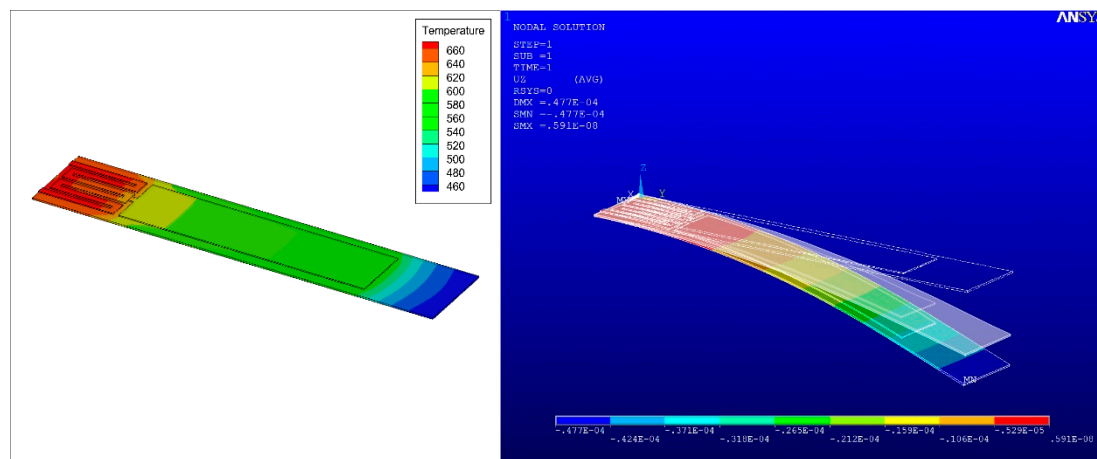 Temperature
660
640
620
600
580
560
540
520
500
480
460
1
NODAL SOLUTION
STEP=1
SUB =1
TIME=1
UZ (AVG)
RSYS=0
DMX =.477E-04
SMN =-.477E-04
SMX =.591E-08
ANSYS
Z
X Y
MN
-.477E-04 -.371E-04 -.265E-04 -.159E-04 -.529E-05
-.424E-04 -.318E-04 -.212E-04 -.106E-04 .591E-08